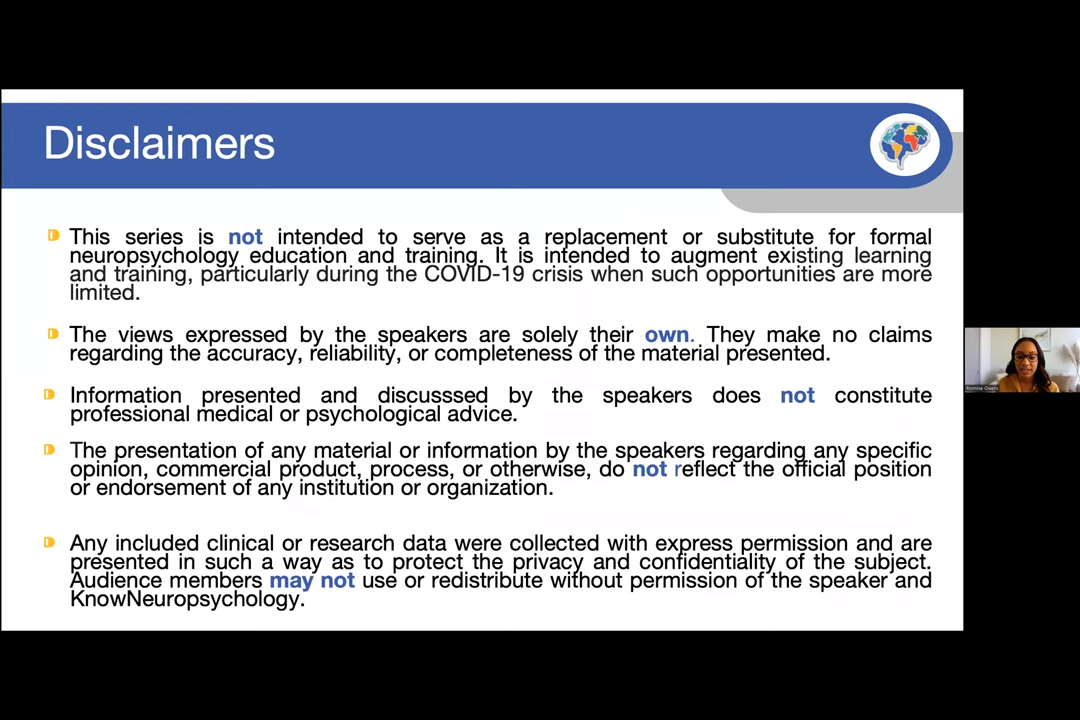 Disclaimers
This series is not intended to serve as a replacement or substitute for formal
neuropsychology education and training. It is intended to augment existing learning
and training, particularly during the COVID-19 crisis when such opportunities are more
limited.
The views expressed by the speakers are solely their own. They make no claims
regarding the accuracy, reliability, or completeness of the material presented.
Information presented and discusssed by the speakers does not constitute
professional medical or psychological advice.
The presentation of any material or information by the speakers regarding any specific
opinion, commercial product, process, or otherwise, do not reflect the official position
or endorsement of any institution or organization.
Any included clinical or research data were collected with express permission and are
presented in such a way as to protect the privacy and confidentiality of the subject.
Audience members may not use or redistribute without permission of the speaker and
KnowNeuropsychology.
Ronnise Owens